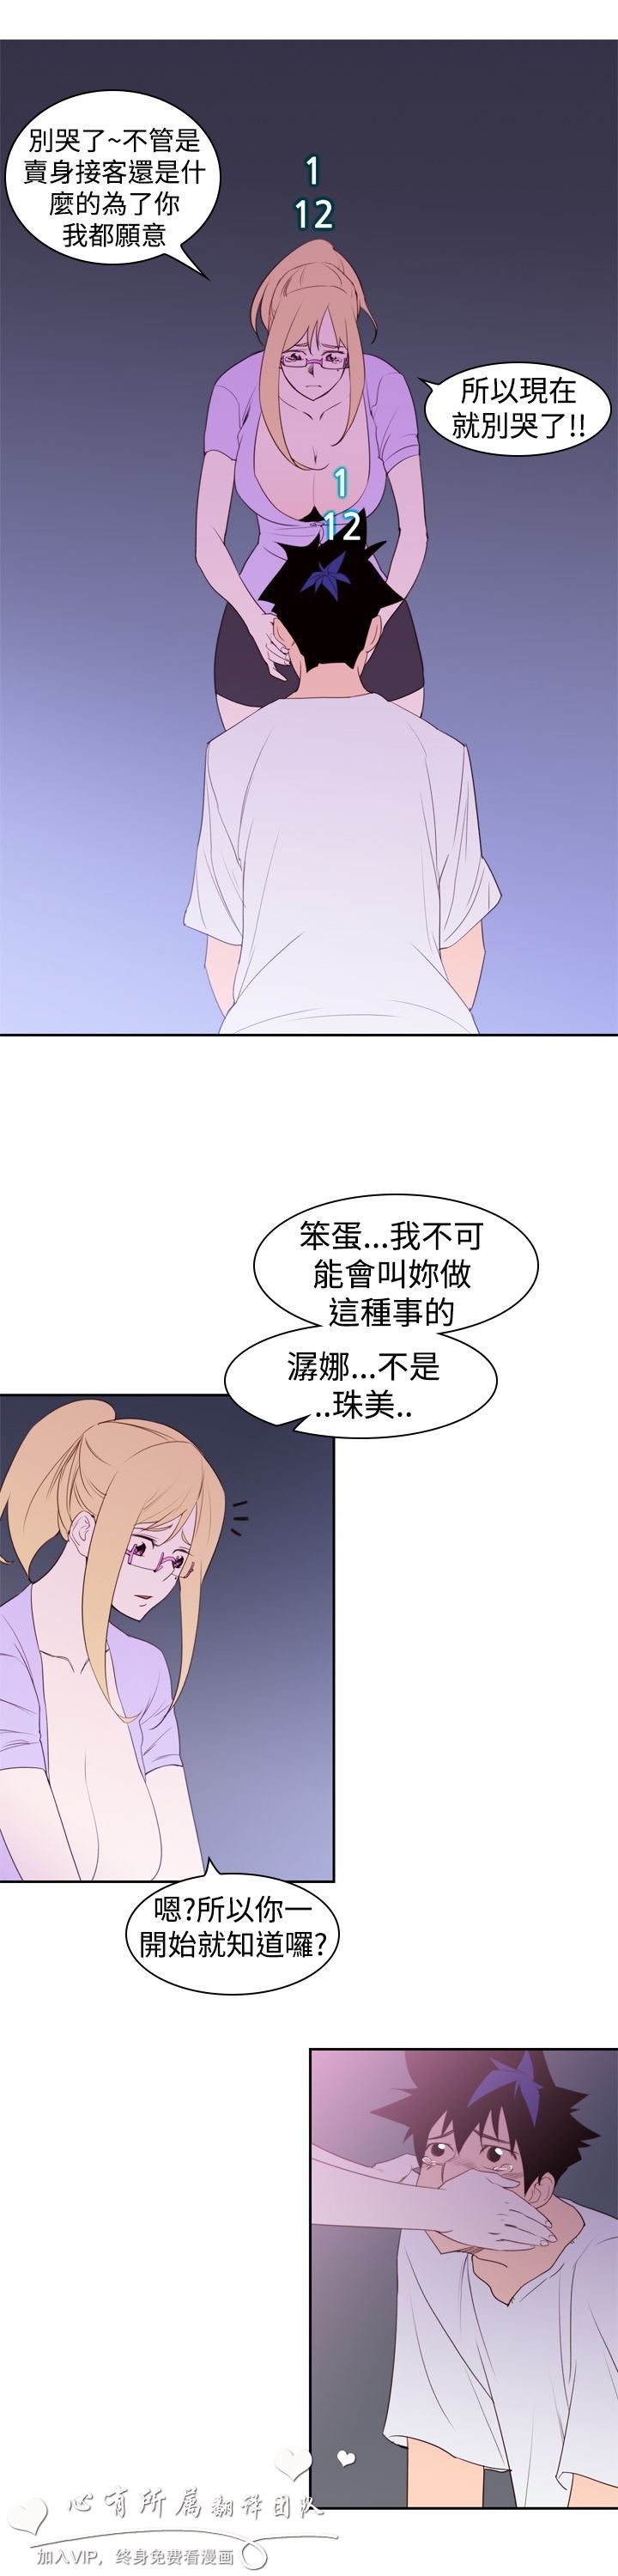 別哭了~不管是
賣身接客還是什
麼的為了你
我都願意
1
12
所以現在
就別哭了!!
1
12
笨蛋...我不可
能會叫妳做
這種事的
潺娜...不是
..珠美..
嗯?所以你一
開始就知道囉?
心有所属翻译团队
加入VIP，终身免费看漫画